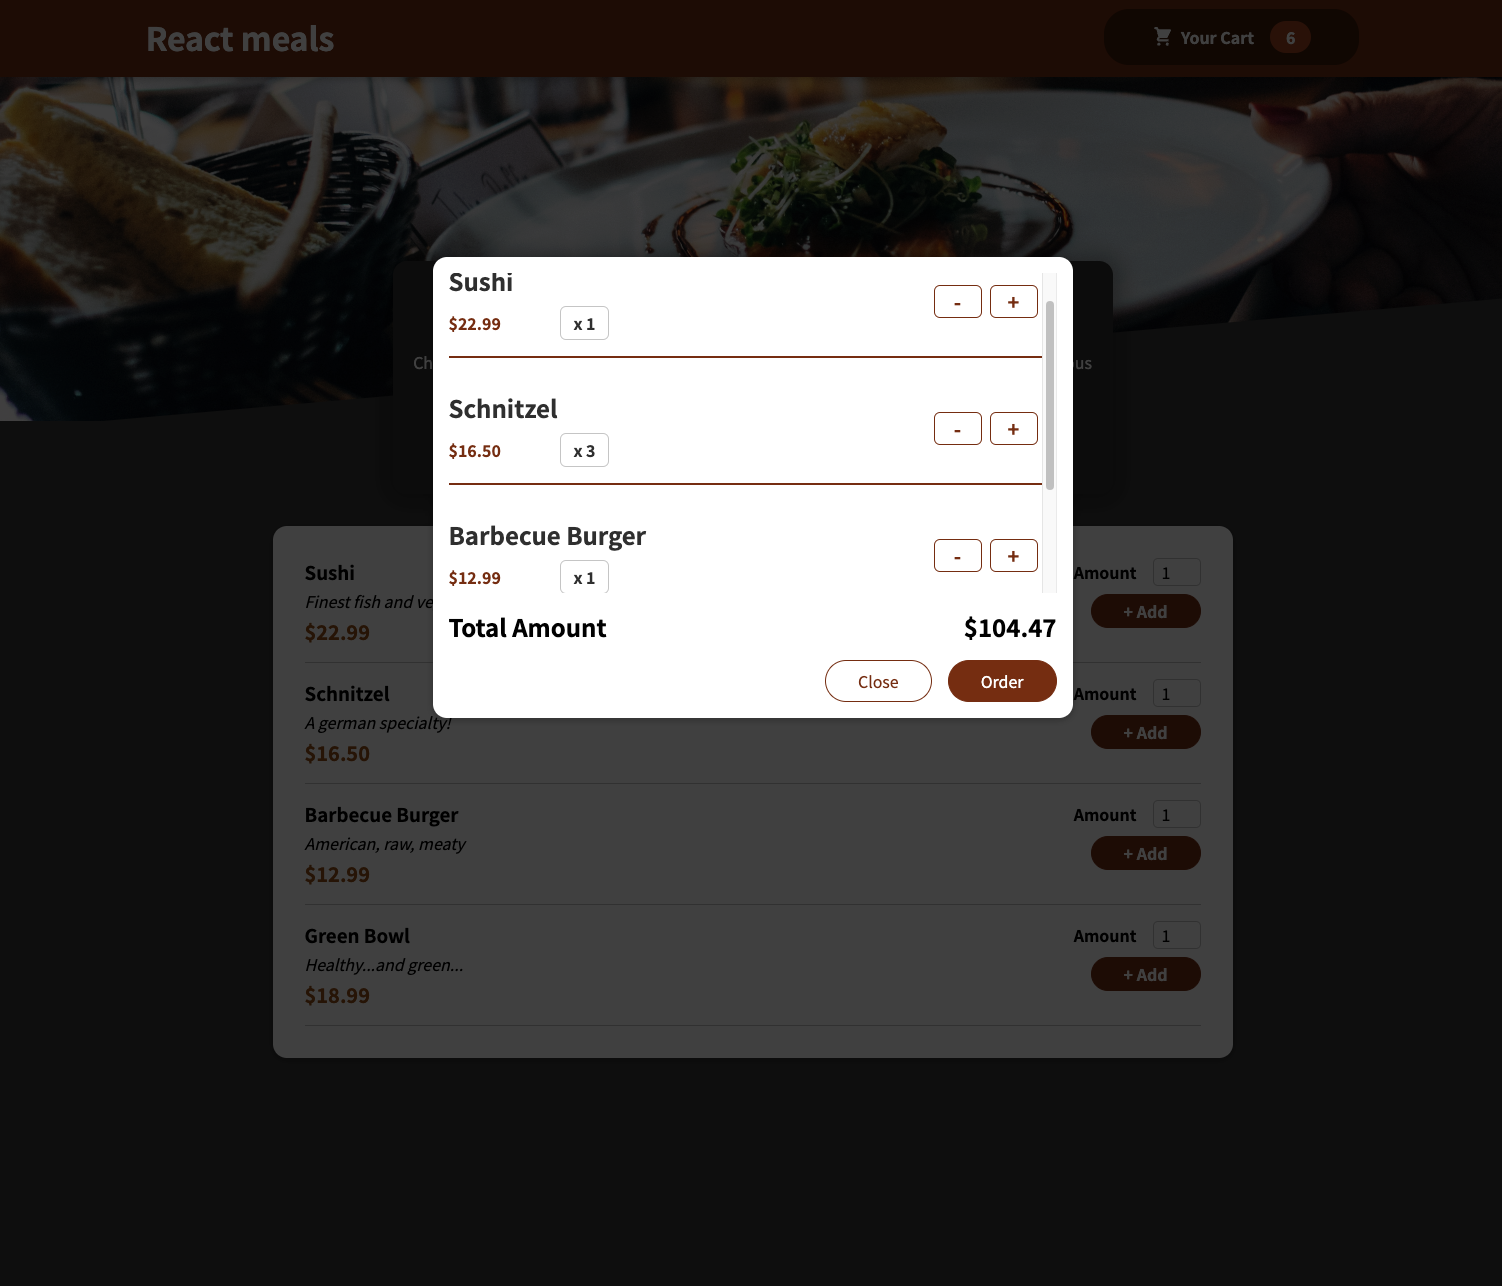 React meals
Your Cart 6
Sushi
- +
$22.99 x 1
Schnitzel
- +
$16.50 x 3
Barbecue Burger
- +
$12.99 x 1
Total Amount $104.47
Close Order
Ch
ous
Sushi Amount 1
Finest fish and ve
+ Add
$22.99
Schnitzel Amount 1
A german specialty!
+ Add
$16.50
Barbecue Burger Amount 1
American, raw, meaty
+ Add
$12.99
Green Bowl Amount 1
Healthy...and green...
+ Add
$18.99